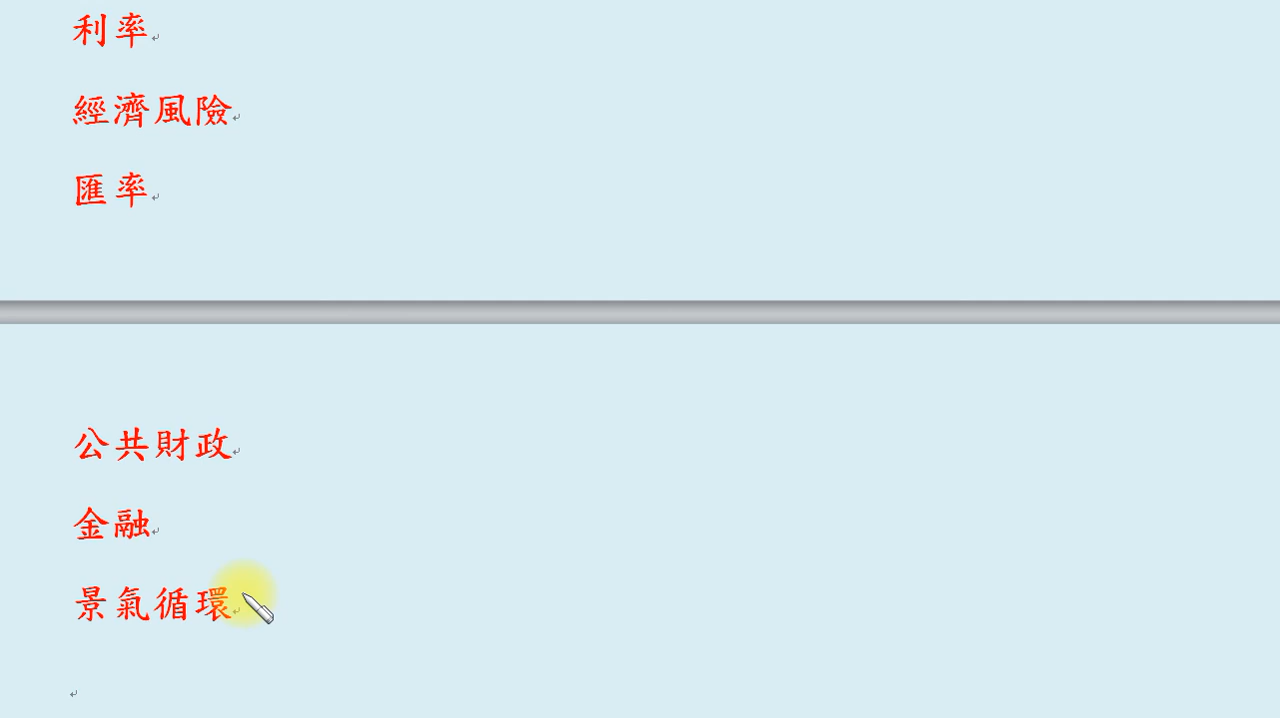 利率
經濟風險
匯率
公共財政
金融
景氣循環